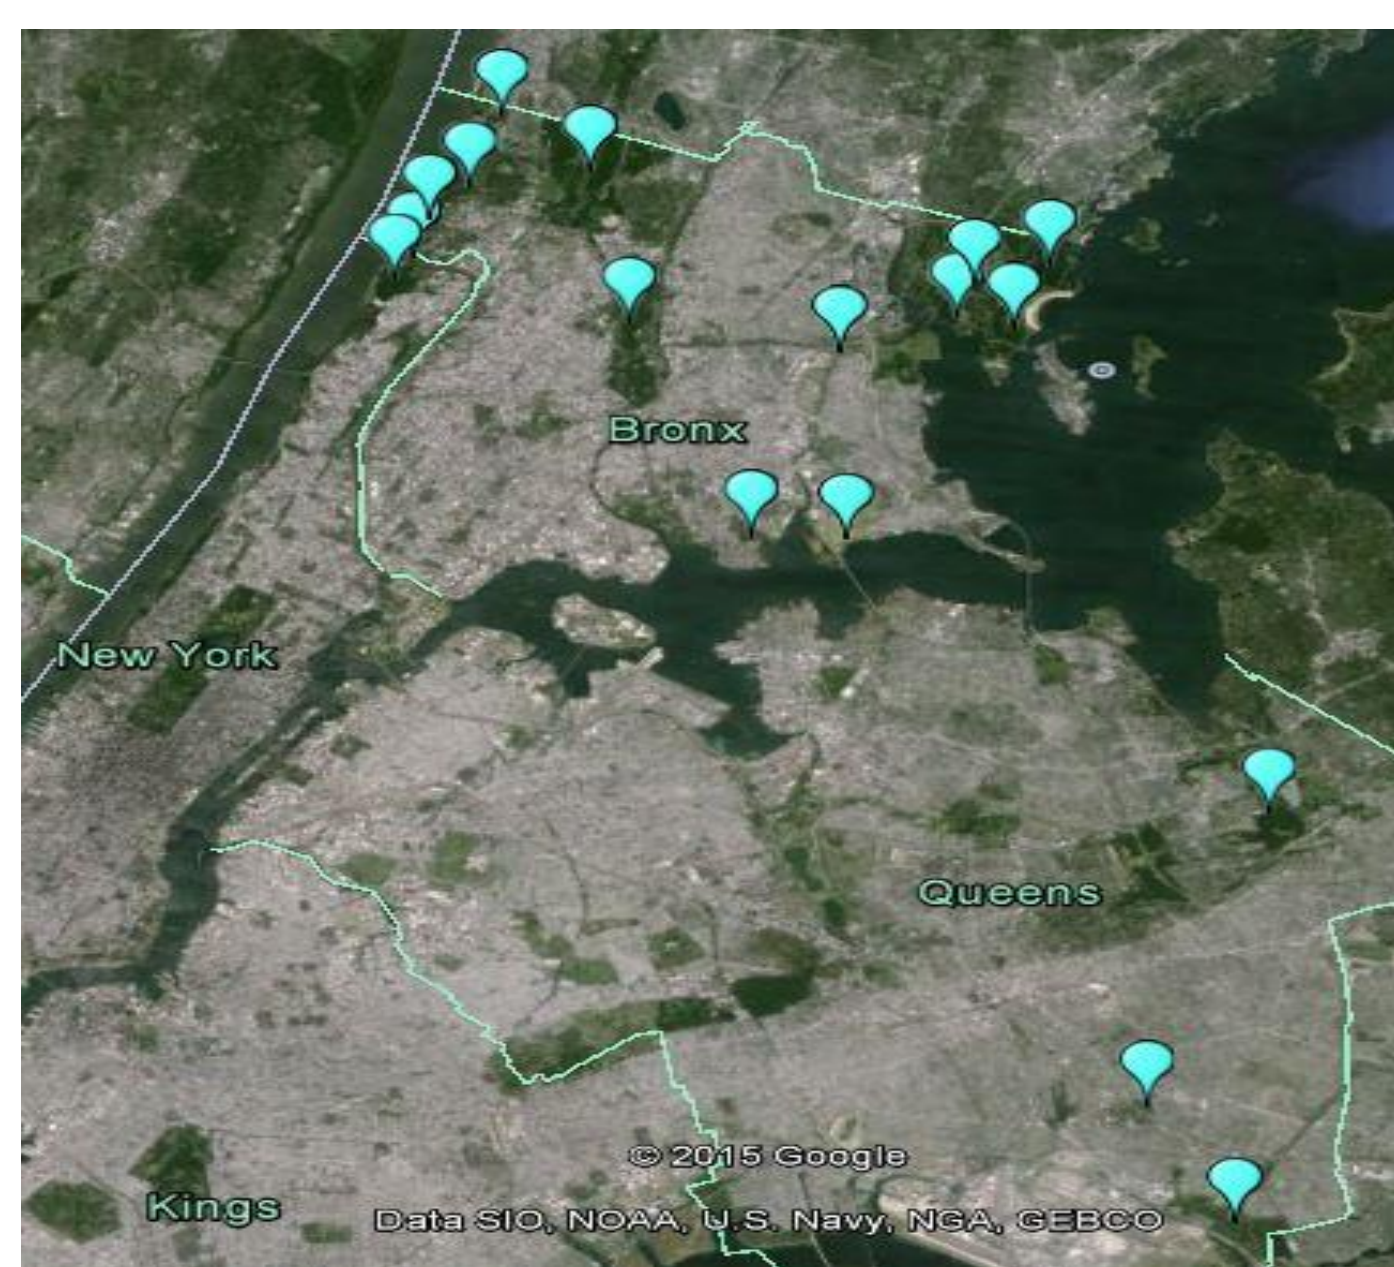 Bronx
New York
Queens
© 2015 Google
Kings
Data SIO, NOAA, U.S. Navy, NGA, GEBCO